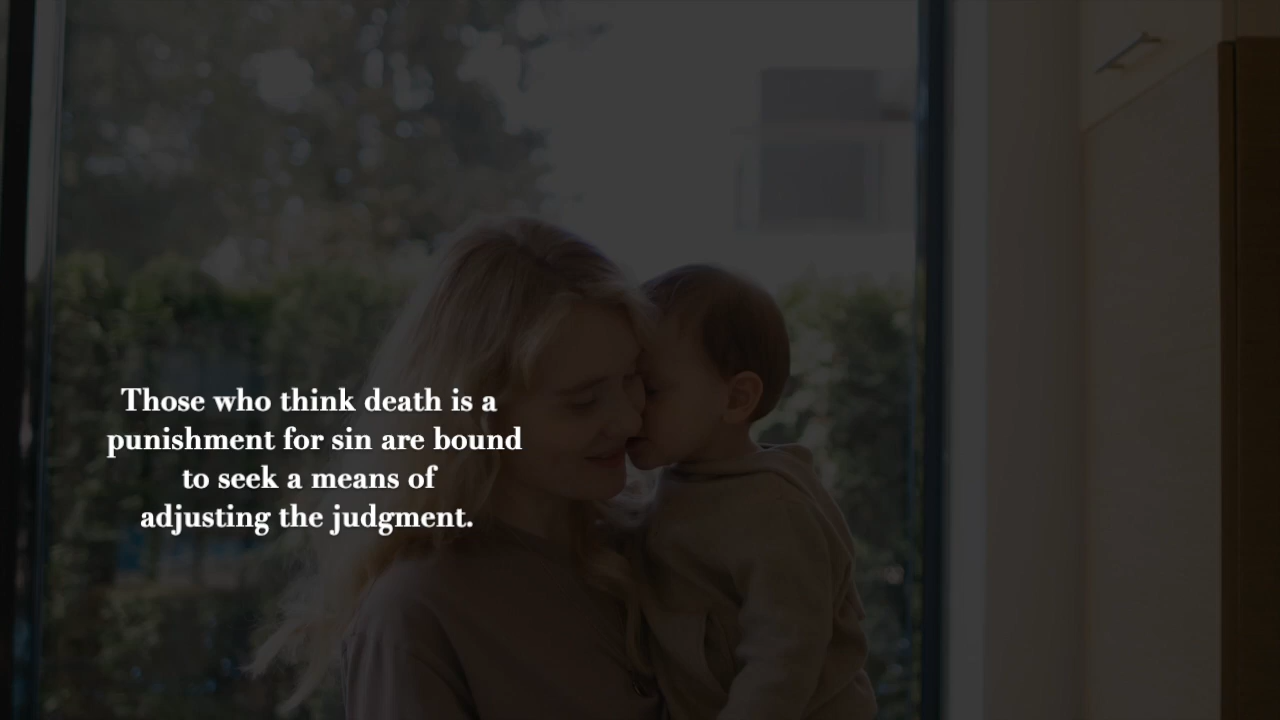 Those who think death is a
punishment for sin are bound
to seek a means of
adjusting the judgment.